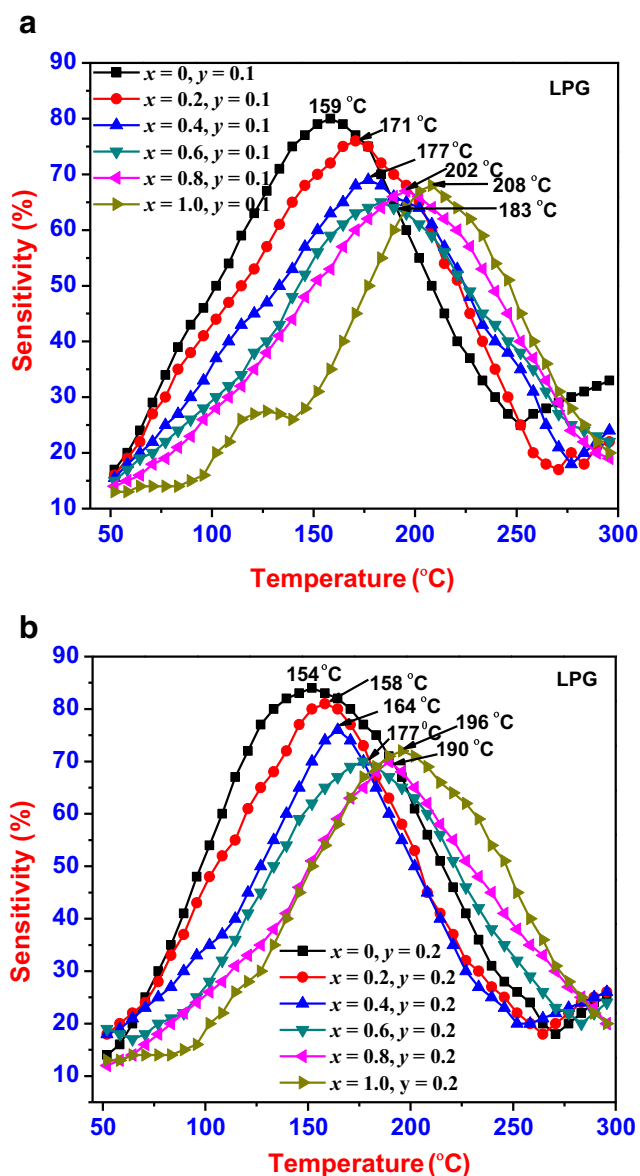 a
90
80
70
60
50
40
30
20
10
Sensitivity (%)
x = 0, y = 0.1
x = 0.2, y = 0.1
x = 0.4, y = 0.1
x = 0.6, y = 0.1
x = 0.8, y = 0.1
x = 1.0, y = 0.1
LPG
159 °C
171 °C
177 °C
202 °C
208 °C
183 °C
50 100 150 200 250 300
Temperature (°C)
b
90
80
70
60
50
40
30
20
10
Sensitivity (%)
LPG
154 °C
158 °C
164 °C
177 °C
196 °C
190 °C
x = 0, y = 0.2
x = 0.2, y = 0.2
x = 0.4, y = 0.2
x = 0.6, y = 0.2
x = 0.8, y = 0.2
x = 1.0, y = 0.2
50 100 150 200 250 300
Temperature (°C)